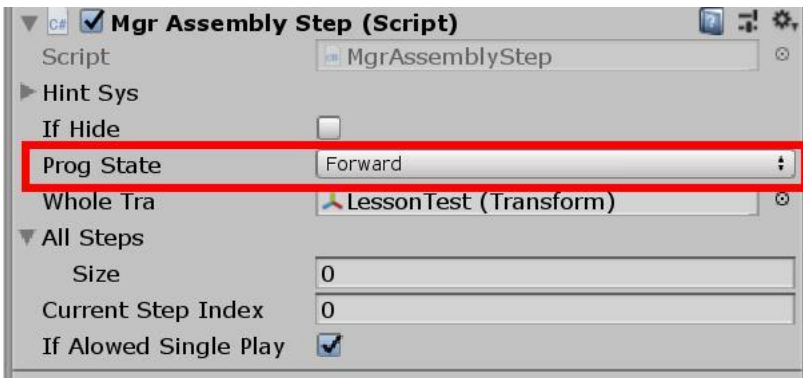 Mgr Assembly Step (Script)
Script MgrAssemblyStep
Hint Sys
If Hide
Prog State Forward
Whole Tra LessonTest (Transform)
All Steps
Size 0
Current Step Index 0
If Alowed Single Play